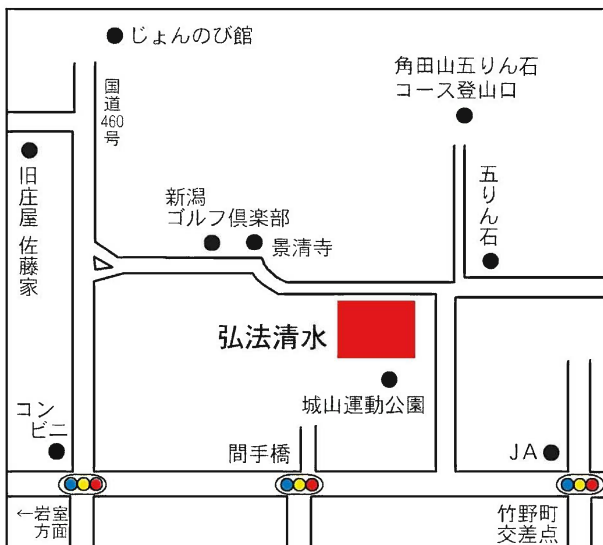 じょんのび館
国道460号
角田山五りん石
コース登山口
旧庄屋 佐藤家
五りん石
新潟
ゴルフ倶楽部
景清寺
弘法清水
城山運動公園
コン
ビニ
間手橋
JA
←岩室
方面
竹野町
交差点